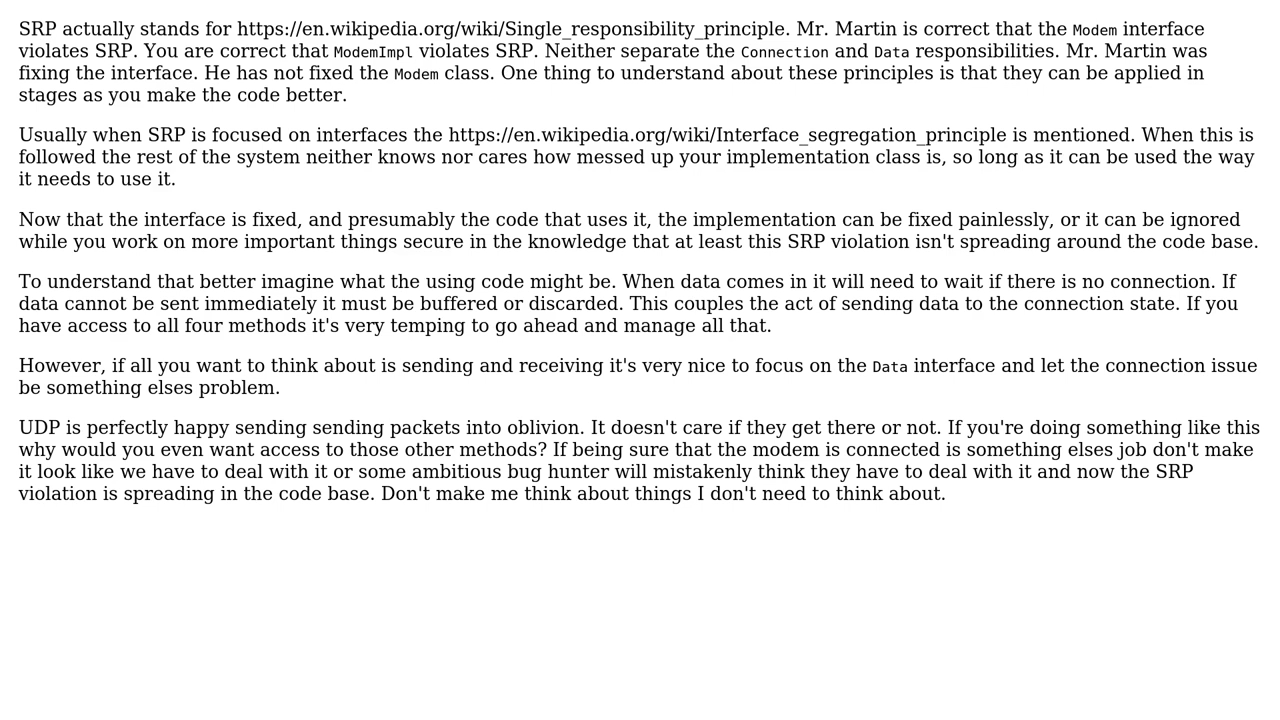 SRP actually stands for https://en.wikipedia.org/wiki/Single_responsibility_principle. Mr. Martin is correct that the Modem interface
violates SRP. You are correct that ModemImpl violates SRP. Neither separate the Connection and Data responsibilities. Mr. Martin was
fixing the interface. He has not fixed the Modem class. One thing to understand about these principles is that they can be applied in
stages as you make the code better.
Usually when SRP is focused on interfaces the https://en.wikipedia.org/wiki/Interface_segregation_principle is mentioned. When this is
followed the rest of the system neither knows nor cares how messed up your implementation class is, so long as it can be used the way
it needs to use it.
Now that the interface is fixed, and presumably the code that uses it, the implementation can be fixed painlessly, or it can be ignored
while you work on more important things secure in the knowledge that at least this SRP violation isn't spreading around the code base.
To understand that better imagine what the using code might be. When data comes in it will need to wait if there is no connection. If
data cannot be sent immediately it must be buffered or discarded. This couples the act of sending data to the connection state. If you
have access to all four methods it's very temping to go ahead and manage all that.
However, if all you want to think about is sending and receiving it's very nice to focus on the Data interface and let the connection issue
be something elses problem.
UDP is perfectly happy sending sending packets into oblivion. It doesn't care if they get there or not. If you're doing something like this
why would you even want access to those other methods? If being sure that the modem is connected is something elses job don't make
it look like we have to deal with it or some ambitious bug hunter will mistakenly think they have to deal with it and now the SRP
violation is spreading in the code base. Don't make me think about things I don't need to think about.